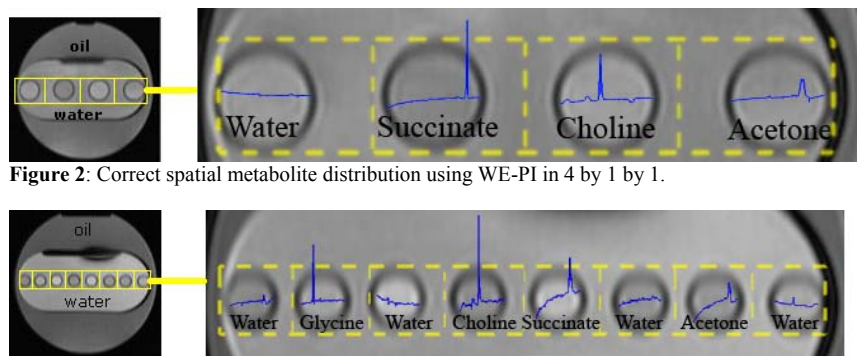 oil
water
Water Succinate Choline Acetone
Figure 2: Correct spatial metabolite distribution using WE-PI in 4 by 1 by 1.
oil
water
Water Glycine Water Choline Succinate Water Acetone Water